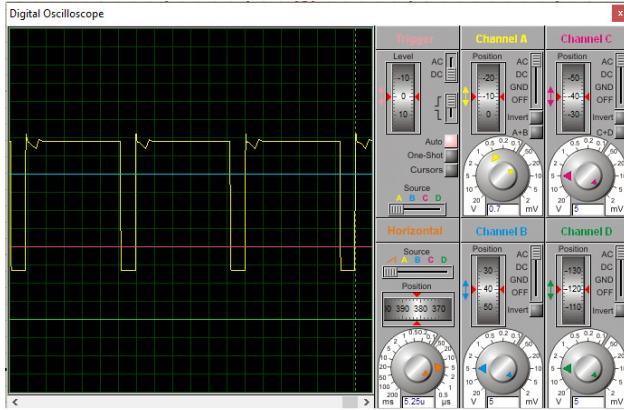 Digital Oscilloscope
x
Trigger
Level
-10
0
10
AC
DC
Auto
One-Shot
Cursors
Source
A B C D
Channel A
Position
-20
-10
0
AC
DC
GND
OFF
Invert
A+B
V 0.7 mV
Channel C
Position
-50
-40
-30
AC
DC
GND
OFF
Invert
C+D
V 5 mV
Horizontal
Source
A B C D
Position
390 380 370
ms 5.25u µs
Channel B
Position
30
40
50
AC
DC
GND
OFF
Invert
V 5 mV
Channel D
Position
-130
-120
-110
AC
DC
GND
OFF
Invert
V 5 mV